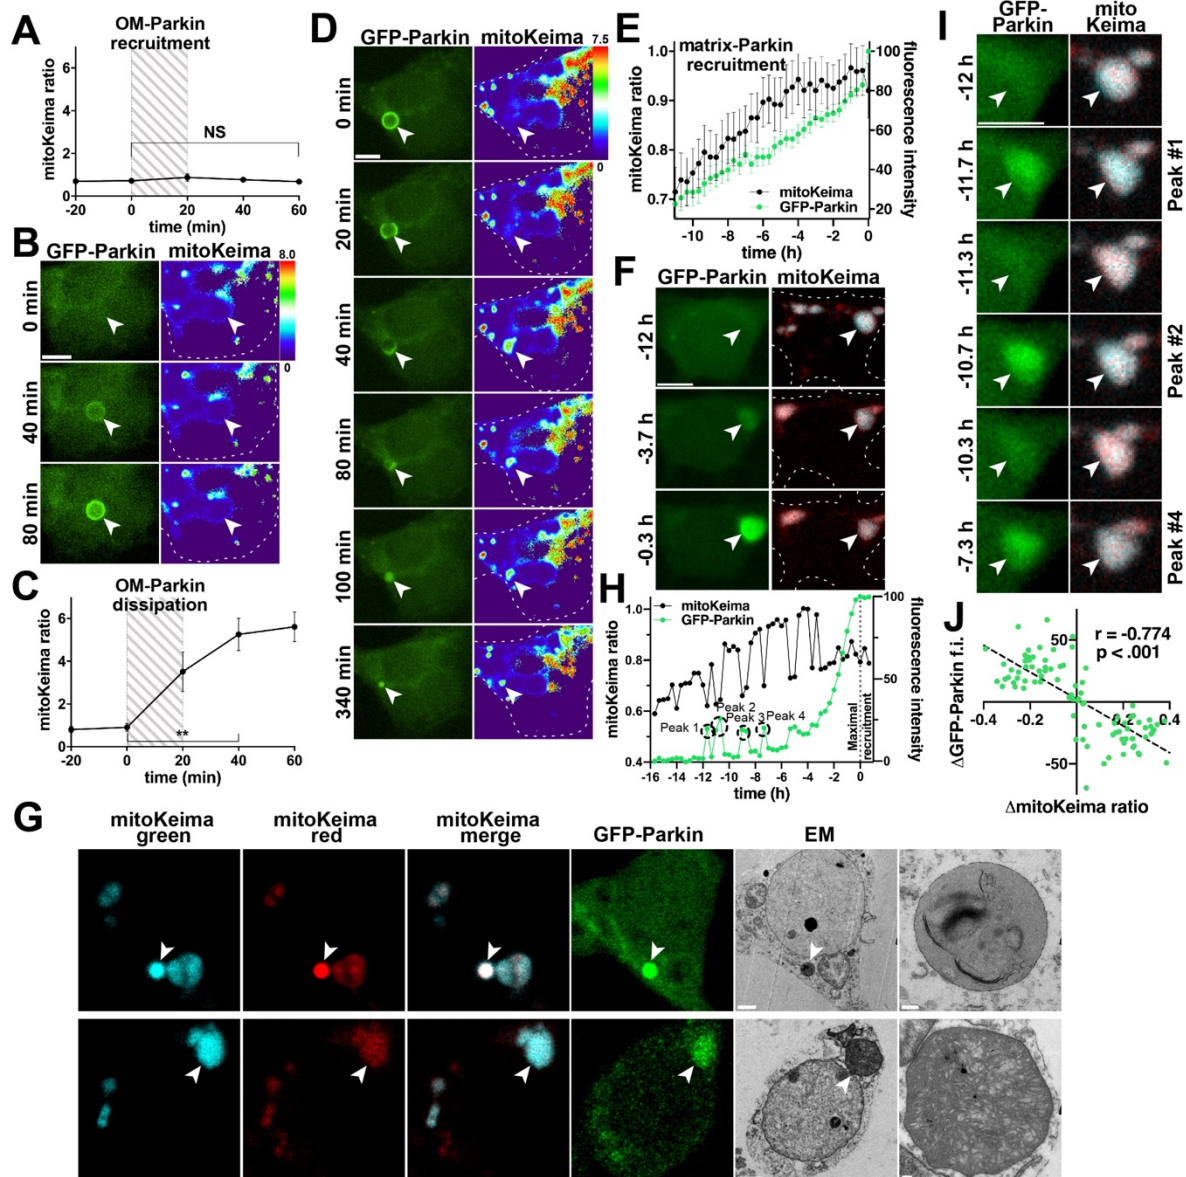 A
OM-Parkin
recruitment
mitoKeima ratio
6
4
2
0
NS
-20
0
20
40
60
time (min)
B
GFP-Parkin
mitoKeima
8.0
0
0 min
40 min
80 min
C
OM-Parkin
dissipation
mitoKeima ratio
6
4
2
0
**
-20
0
20
40
60
time (min)
D
GFP-Parkin
mitoKeima
7.5
0
0 min
20 min
40 min
80 min
100 min
340 min
E
matrix-Parkin
recruitment
mitoKeima ratio
1.0
0.9
0.8
0.7
100
80
60
40
20
fluorescence intensity
mitoKeima
GFP-Parkin
-10
-8
-6
-4
-2
0
time (h)
F
GFP-Parkin
mitoKeima
-12 h
-3.7 h
-0.3 h
G
mitoKeima
green
mitoKeima
red
mitoKeima
merge
GFP-Parkin
EM
H
mitoKeima ratio
1.0
0.8
0.6
0.4
mitoKeima
GFP-Parkin
Peak 1
Peak 2
Peak 3
Peak 4
Maximal
recruitment
100
50
0
fluorescence intensity
-16
-14
-12
-10
-8
-6
-4
-2
0
time (h)
I
GFP-
Parkin
mito
Keima
-12 h
-11.7 h
Peak #1
-11.3 h
-10.7 h
Peak #2
-10.3 h
-7.3 h
Peak #4
J
ΔGFP-Parkin f.i.
50
-50
r = -0.774
p < .001
-0.4
-0.2
0.2
0.4
ΔmitoKeima ratio